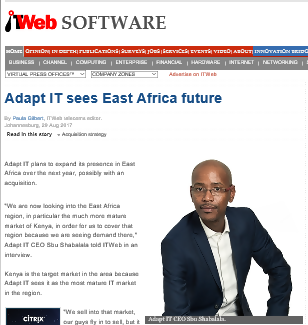 ITWeb SOFTWARE
NEWS| OPINION| IN DEPTH| PUBLICATIONS| SURVEYS| JOBS| SERVICES| EVENTS| VIDEO| ABOUT| INNOVATION BRIDGE
BUSINESS | CHANNEL | COMPUTING | ENTERPRISE | FINANCIAL | HARDWARE | INTERNET | NETWORKING |
VIRTUAL PRESS OFFICES™ COMPANY ZONES Advertise on ITWeb
Adapt IT sees East Africa future
By Paula Gilbert, ITWeb telecoms editor.
Johannesburg, 29 Aug 2017
Read in this story • Acquisition strategy
Adapt IT plans to expand its presence in East
Africa over the next year, possibly with an
acquisition.
"We are now looking into the East Africa
region, in particular the much more mature
market of Kenya, in order for us to cover that
region because we are seeing demand there,"
Adapt IT CEO Sbu Shabalala told ITWeb in an
interview.
Kenya is the target market in the area because
Adapt IT sees it as the most mature IT market
in the region.
CITRIX
"We sell into that market,
our guys fly in to sell, but it
Adapt IT CEO Sbu Shabalala.